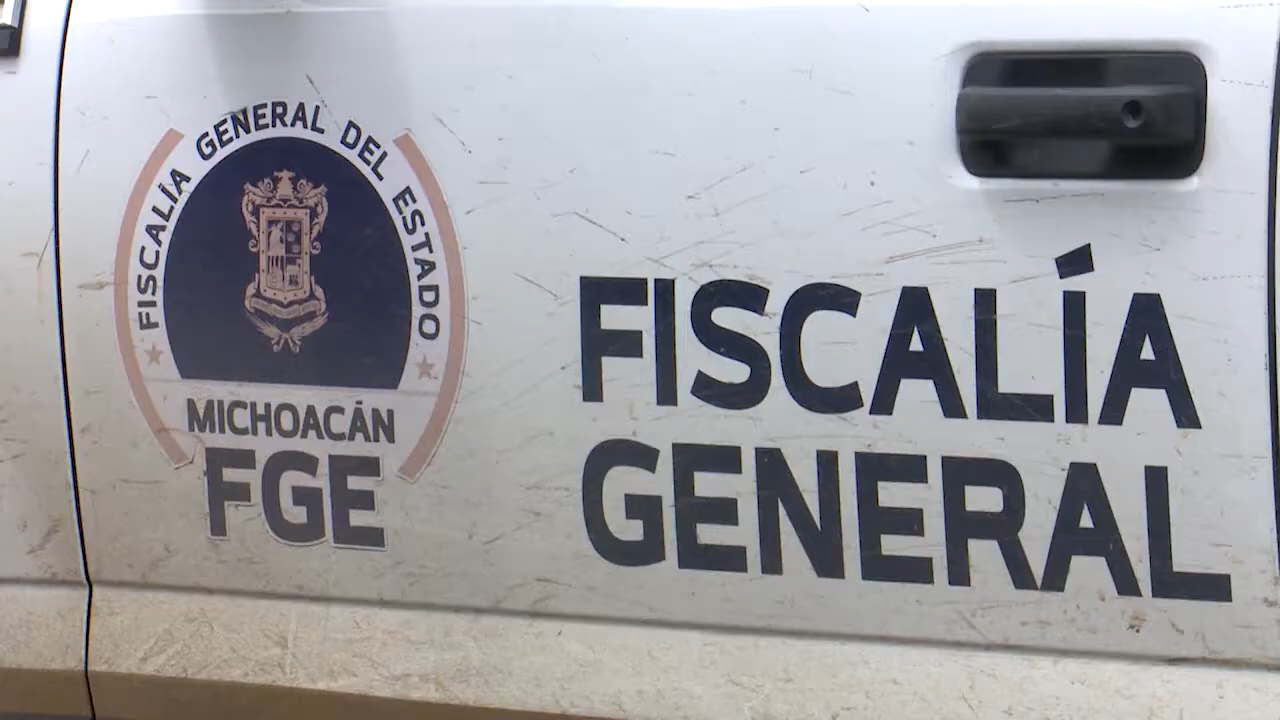 FISCALÍA GENERAL DEL ESTADO
MICHOACÁN
FGE
FISCALÍA
GENERAL